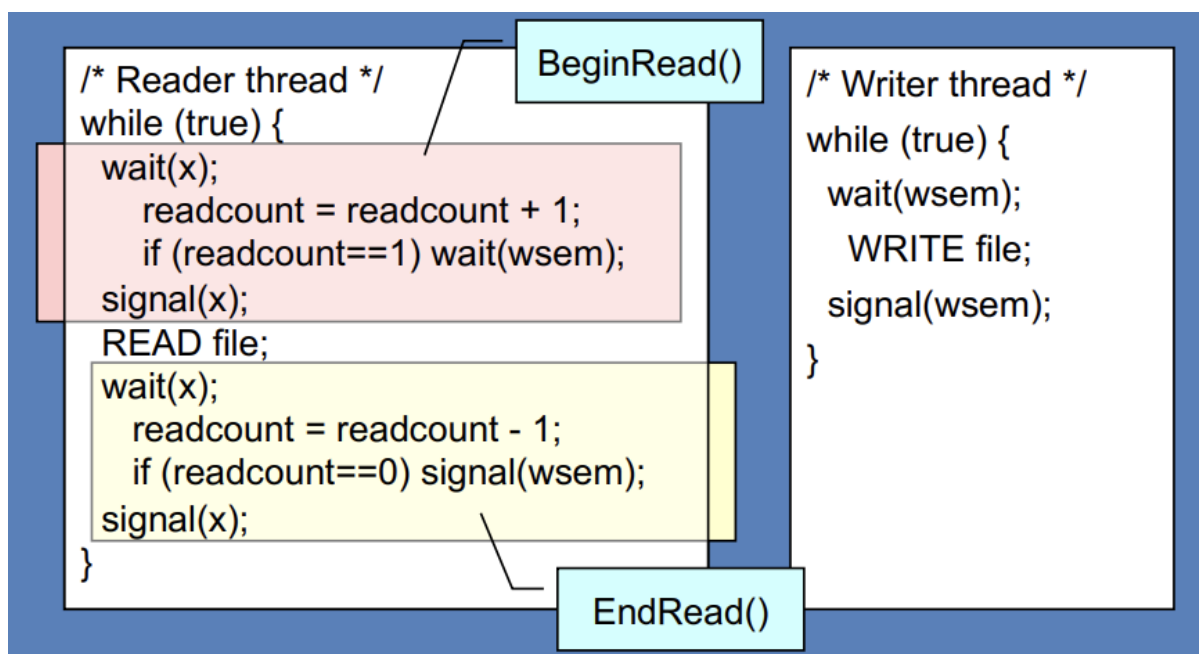 BeginRead()
/* Reader thread */
while (true) {
wait(x);
readcount = readcount + 1;
if (readcount==1) wait(wsem);
signal(x);
READ file;
wait(x);
readcount = readcount - 1;
if (readcount==0) signal(wsem);
signal(x);
}
EndRead()
/* Writer thread */
while (true) {
wait(wsem);
WRITE file;
signal(wsem);
}